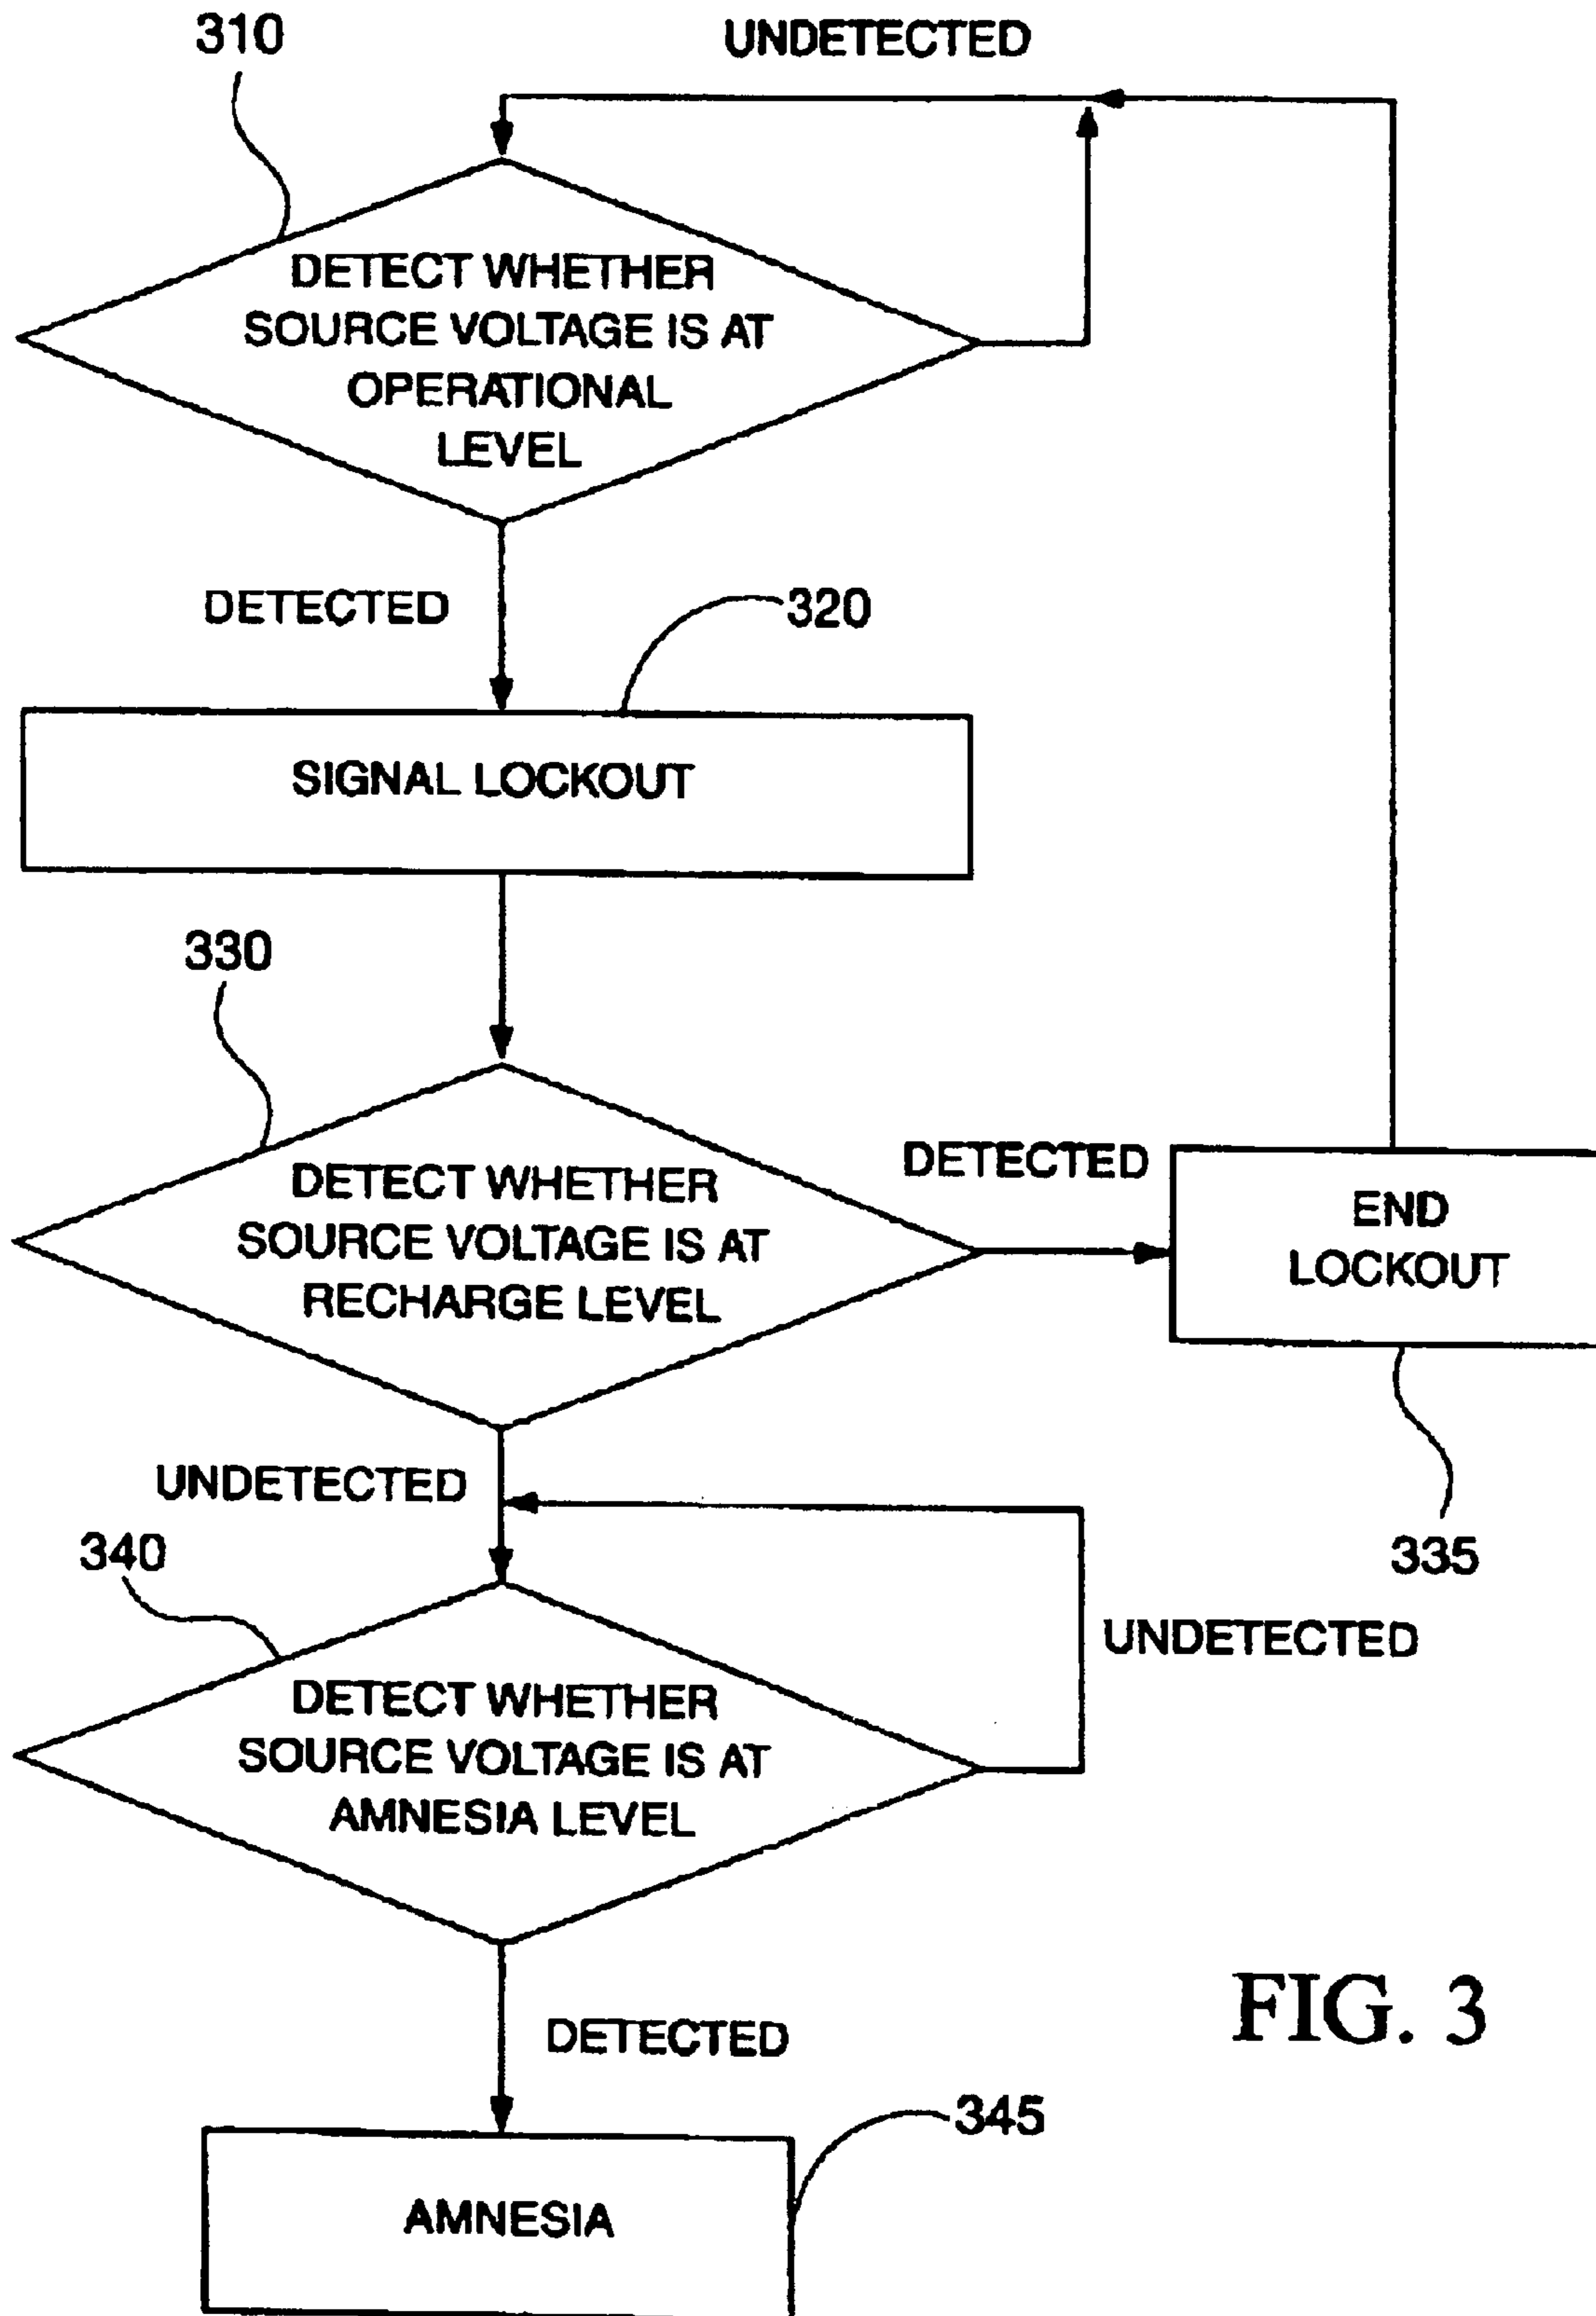 310
UNDETECTED
DETECT WHETHER
SOURCE VOLTAGE IS AT
OPERATIONAL
LEVEL
DETECTED
320
SIGNAL LOCKOUT
330
DETECT WHETHER
SOURCE VOLTAGE IS AT
RECHARGE LEVEL
DETECTED
END
LOCKOUT
335
UNDETECTED
340
UNDETECTED
DETECT WHETHER
SOURCE VOLTAGE IS AT
AMNESIA LEVEL
DETECTED
345
AMNESIA
FIG. 3